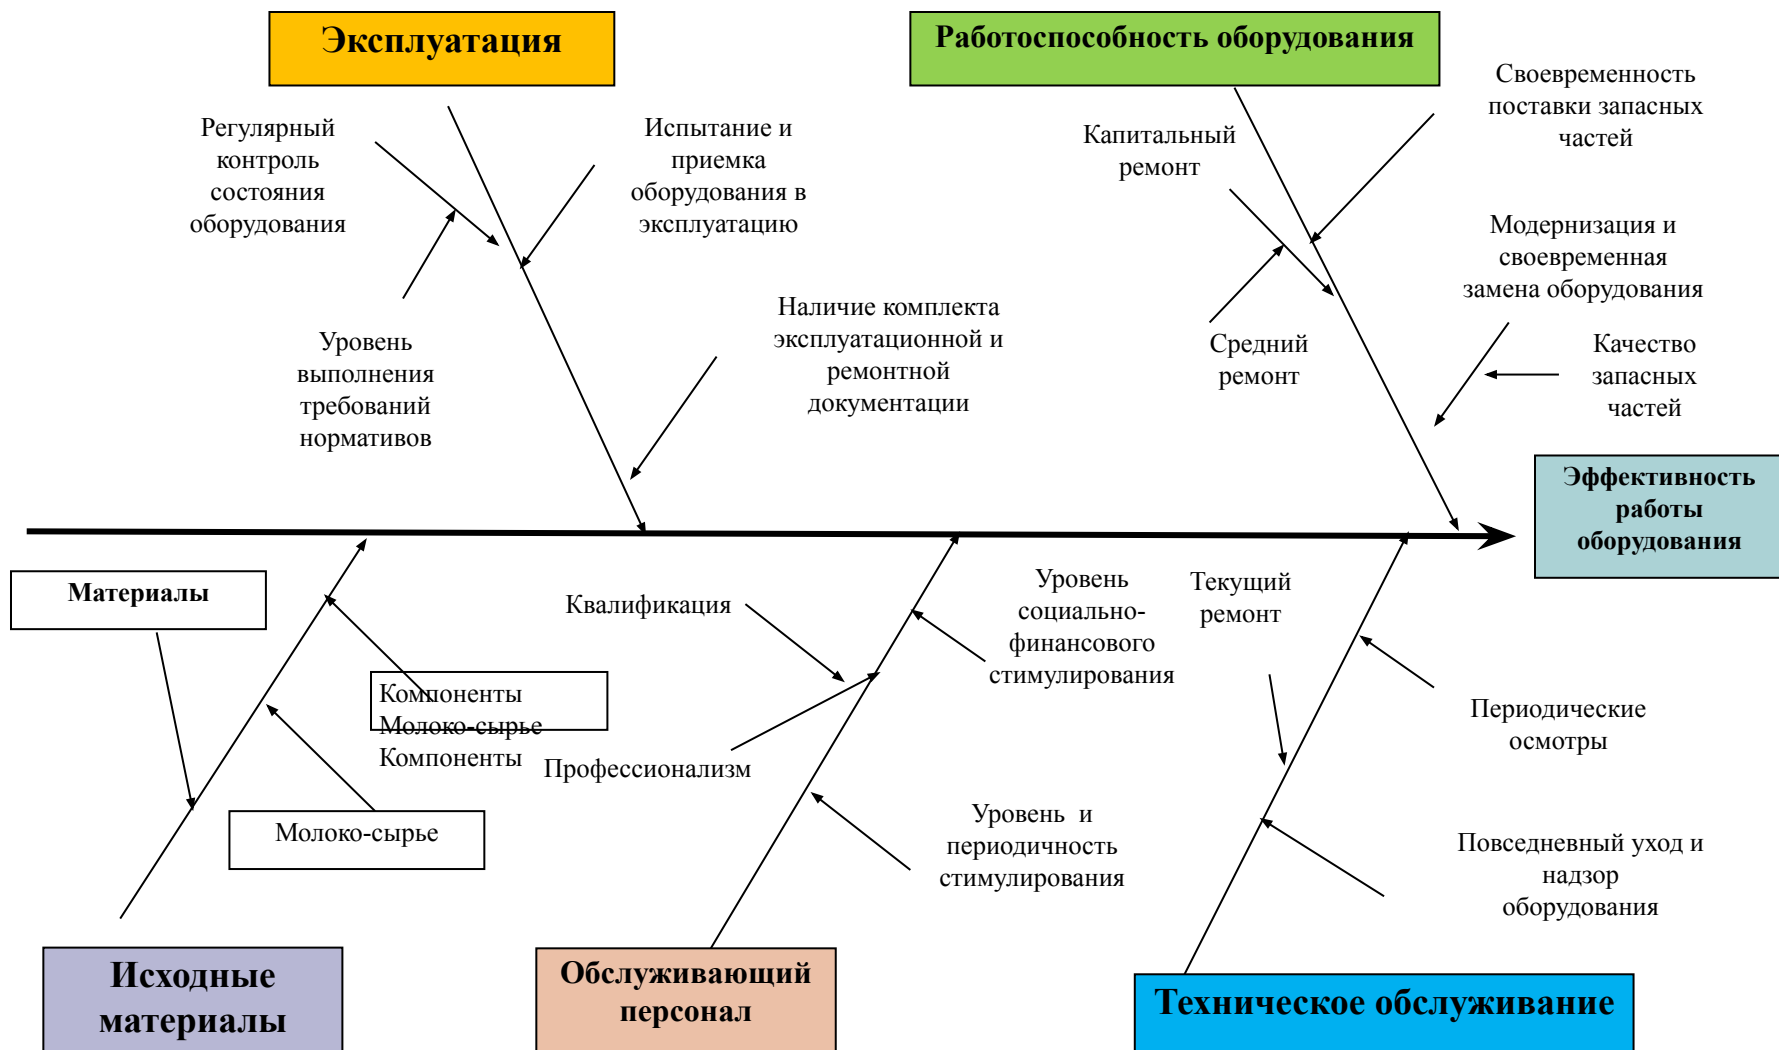 Эксплуатация
Работоспособность оборудования
Регулярный
контроль
состояния
оборудования
Испытание и
приемка
оборудования в
эксплуатацию
Капитальный
ремонт
Своевременность
поставки запасных
частей
Уровень
выполнения
требований
нормативов
Наличие комплекта
эксплуатационной и
ремонтной
документации
Средний
ремонт
Модернизация и
своевременная
замена оборудования
Качество
запасных
частей
Эффективность
работы
оборудования
Материалы
Компоненты
Молоко-сырье
Компоненты
Молоко-сырье
Квалификация
Профессионализм
Уровень
социально-
финансового
стимулирования
Уровень  и
периодичность
стимулирования
Текущий
ремонт
Периодические
осмотры
Повседневный уход и
надзор
оборудования
Исходные
материалы
Обслуживающий
персонал
Техническое обслуживание